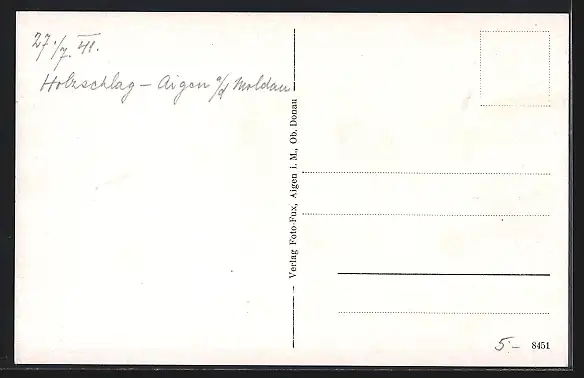 27./7. 41.
Holzschlag – Aigen a/d Moldau
Verlag Foto-Fux, Aigen i. M., Ob. Donau
5.–
8451